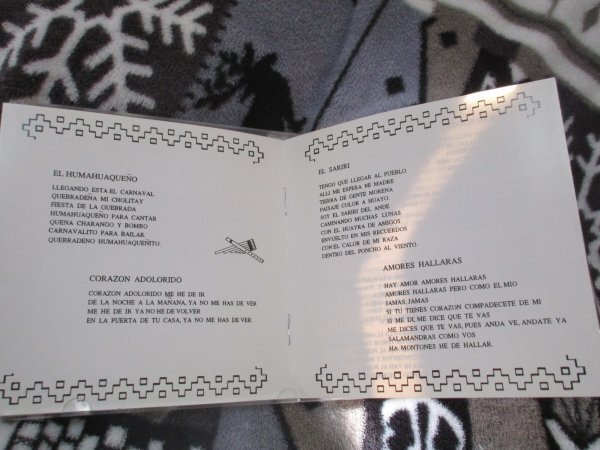 EL HUMAHUAQUEÑO
LLEGANDO ESTA EL CARNAVAL
QUEBRADEÑA MI CHOLITAY
FIESTA DE LA QUEBRADA
HUMAHUAQUEÑO PARA CANTAR
QUENA CHARANGO Y BOMBO
CARNAVALITO PARA BAILAR.
QUEBRADENO HUMAHUAQUEÑITO.
CORAZON ADOLORIDO
CORAZON ADOLORIDO ME HE DE IR
DE LA NOCHE A LA MAÑANA, YA NO ME HAS DE VER
ME HE DE IR YA NO HE DE VOLVER
EN LA PUERTA DE TU CASA, YA NO ME HAS DE VER.
EL SARIRI
TENGO QUE LLEGAR AL PUEBLO
ALLI ME ESPERA MI MADRE
TIERRA DE GENTE MORENA
PAISAJE COLOR A HUAYO.
SOY EL SARIRI DEL ANDE
CAMINANDO MUCHAS LUNAS
CON EL HUAYRA DE AMIGOS
ENVUELTO EN MIS RECUERDOS
CON EL CALOR DE MI RAZA
DENTRO DEL PONCHO AL VIENTO.
AMORES HALLARAS
HAY AMOR AMORES HALLARAS
AMORES HALLARAS PERO COMO EL MIO
JAMAS, JAMAS
SI TU TIENES CORAZON COMPADECETE DE MI
SI ME DI, ME DICE QUE TE VAS
ME DICES QUE TE VAS, PUES ANDA VE, ANDATE YA
SALAMANDRAS COMO VOS
HA MONTONES HE DE HALLAR.